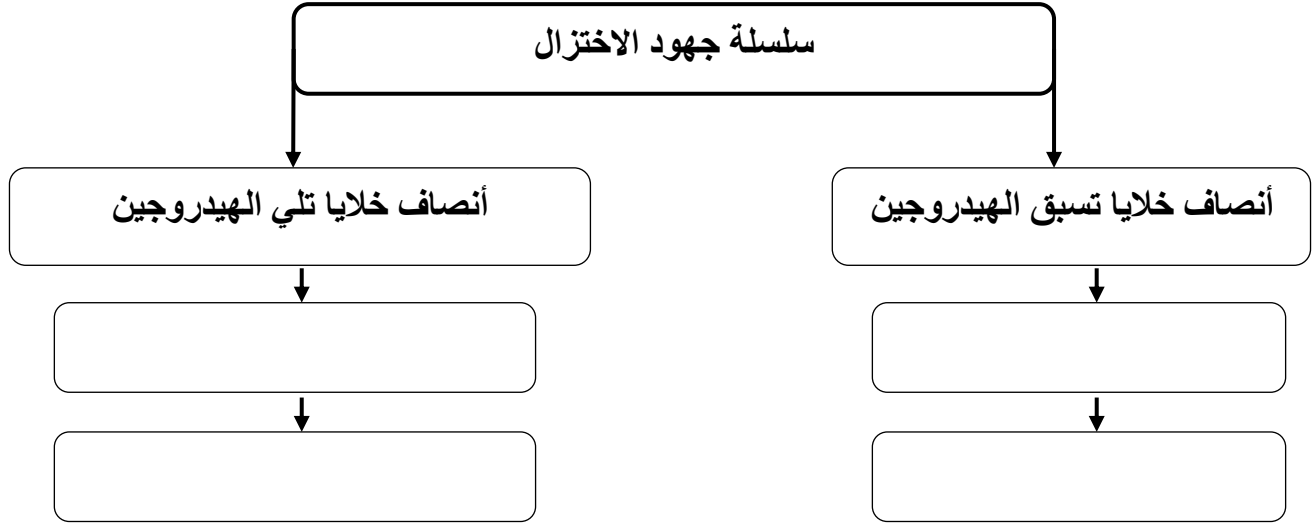 سلسلة جهود الاختزال
أنصاف خلايا تسبق الهيدروجين
أنصاف خلايا تلي الهيدروجين